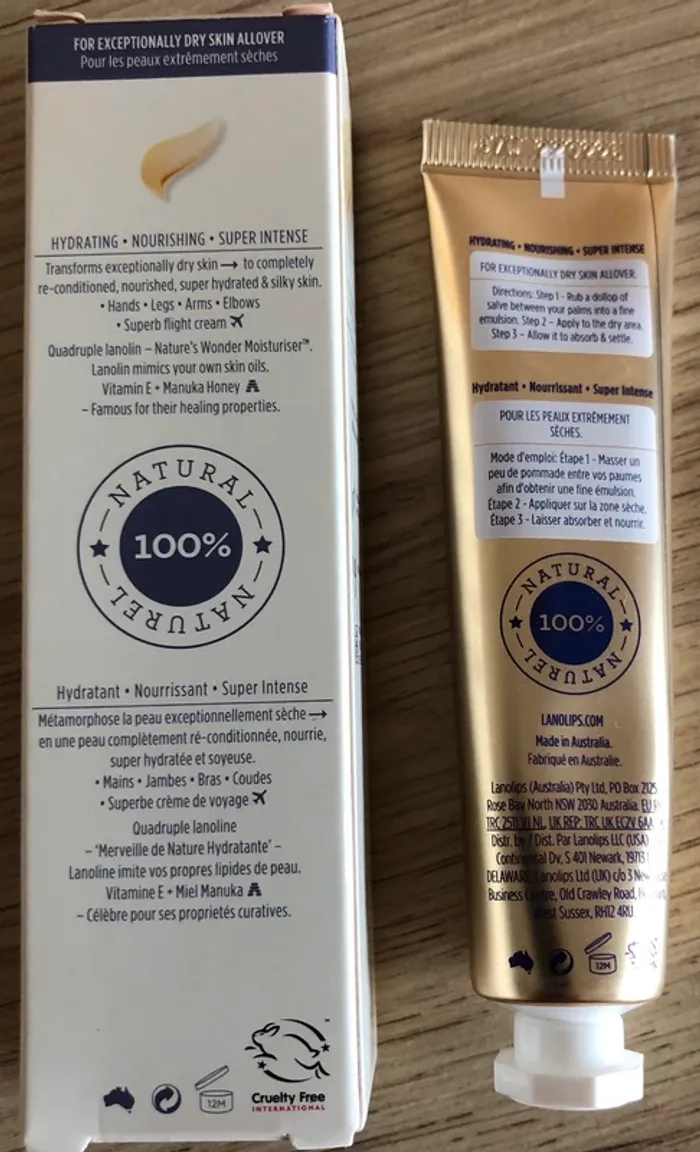 FOR EXCEPTIONALLY DRY SKIN ALLOVER
Pour les peaux extrêmement sèches
HYDRATING • NOURISHING • SUPER INTENSE
Transforms exceptionally dry skin → to completely
re-conditioned, nourished, super hydrated & silky skin.
• Hands • Legs • Arms • Elbows
• Superb flight cream
Quadruple lanolin – Nature's Wonder Moisturiser™.
Lanolin mimics your own skin oils.
Vitamin E + Manuka Honey
– Famous for their healing properties.
NATURAL
100%
NATUREL
Hydratant • Nourrissant • Super Intense
Métamorphose la peau exceptionnellement sèche →
en une peau complètement ré-conditionnée, nourrie,
super hydratée et soyeuse.
• Mains • Jambes • Bras • Coudes
• Superbe crème de voyage
Quadruple lanoline
– 'Merveille de Nature Hydratante' –
Lanoline imite vos propres lipides de peau.
Vitamine E + Miel Manuka
– Célèbre pour ses proprietés curatives.
12M
Cruelty Free
INTERNATIONAL
HYDRATING • NOURISHING • SUPER INTENSE
FOR EXCEPTIONALLY DRY SKIN ALLOVER.
Directions: Step 1 - Rub a dollop of
salve between your palms into a fine
emulsion. Step 2 – Apply to the dry area.
Step 3 – Allow it to absorb & settle.
Hydratant • Nourrissant • Super Intense
POUR LES PEAUX EXTRÊMEMENT
SÈCHES.
Mode d'emploi: Étape 1 - Masser un
peu de pommade entre vos paumes
afin d'obtenir une fine émulsion.
Étape 2 - Appliquer sur la zone sèche.
Étape 3 - Laisser absorber et nourrir.
NATURAL
100%
NATUREL
LANOLIPS.COM
Made in Australia.
Fabriqué en Australie.
Lanolips (Australia) Pty Ltd, PO Box
Rose Bay North NSW 2030 Australia. EU
TRC 2511 VJ NL. UK REP: TRC UK EC2V 6AA
Distr. by / Dist. Par Lanolips LLC (USA)
Continental Dv, S 401 Newark, 19713
DELAWARE. Lanolips Ltd (UK) c/o 3
Business Centre, Old Crawley Road,
West Sussex, RH12 4RU.
12M